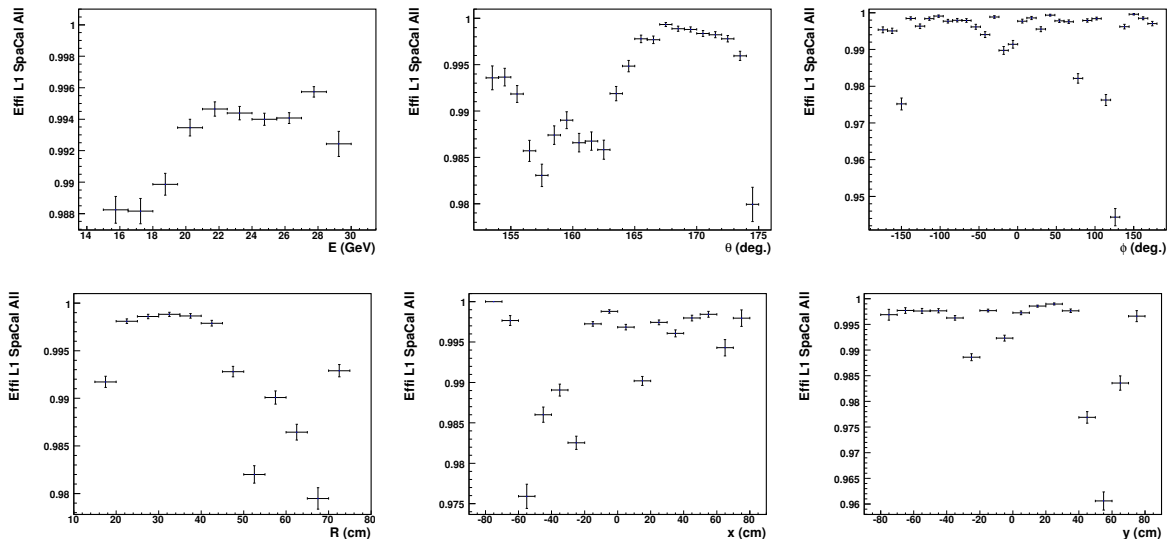 Effi L1 SpaCal All
1
0.998
0.996
0.994
0.992
0.99
0.988
14 16 18 20 22 24 26 28 30
E (GeV)
Effi L1 SpaCal All
1
0.995
0.99
0.985
0.98
155 160 165 170 175
θ (deg.)
Effi L1 SpaCal All
1
0.99
0.98
0.97
0.96
0.95
-150 -100 -50 0 50 100 150
ϕ (deg.)
Effi L1 SpaCal All
1
0.995
0.99
0.985
0.98
10 20 30 40 50 60 70 80
R (cm)
Effi L1 SpaCal All
1
0.995
0.99
0.985
0.98
0.975
-80 -60 -40 -20 0 20 40 60 80
x (cm)
Effi L1 SpaCal All
1
0.995
0.99
0.985
0.98
0.975
0.97
0.965
0.96
-80 -60 -40 -20 0 20 40 60 80
y (cm)